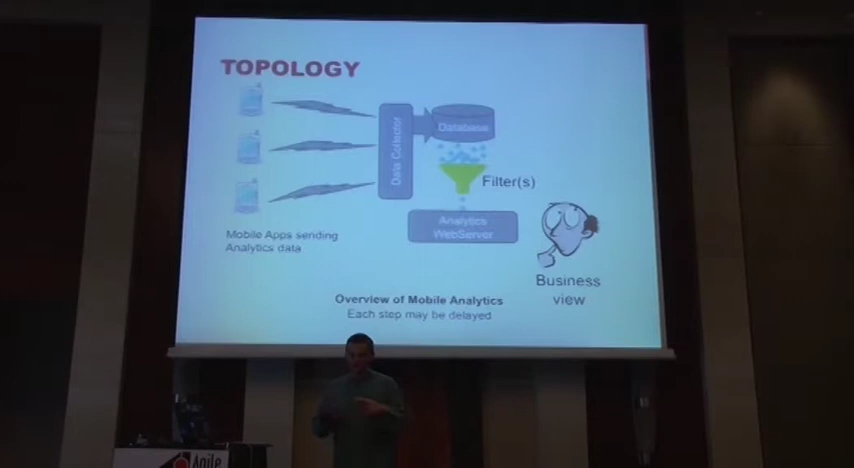 TOPOLOGY
Data Collector
Database
Filter(s)
Analytics
WebServer
Mobile Apps sending
Analytics data
Business
view
Overview of Mobile Analytics
Each step may be delayed
Agile